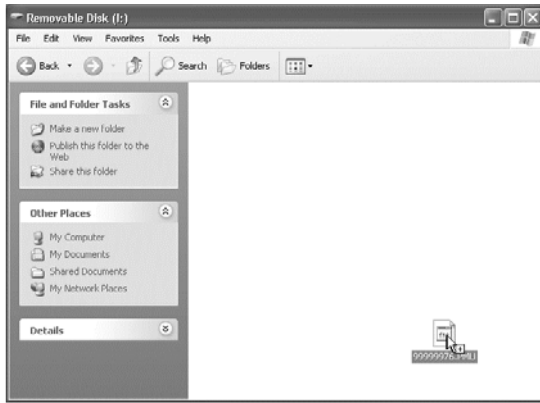 Removable Disk (I:)
File Edit View Favorites Tools Help
Back Search Folders
File and Folder Tasks
Make a new folder
Publish this folder to the
Web
Share this folder
Other Places
My Computer
My Documents
Shared Documents
My Network Places
Details